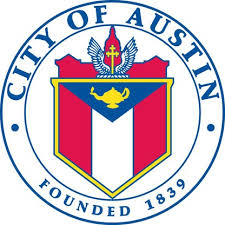 CITY OF AUSTIN
FOUNDED 1839